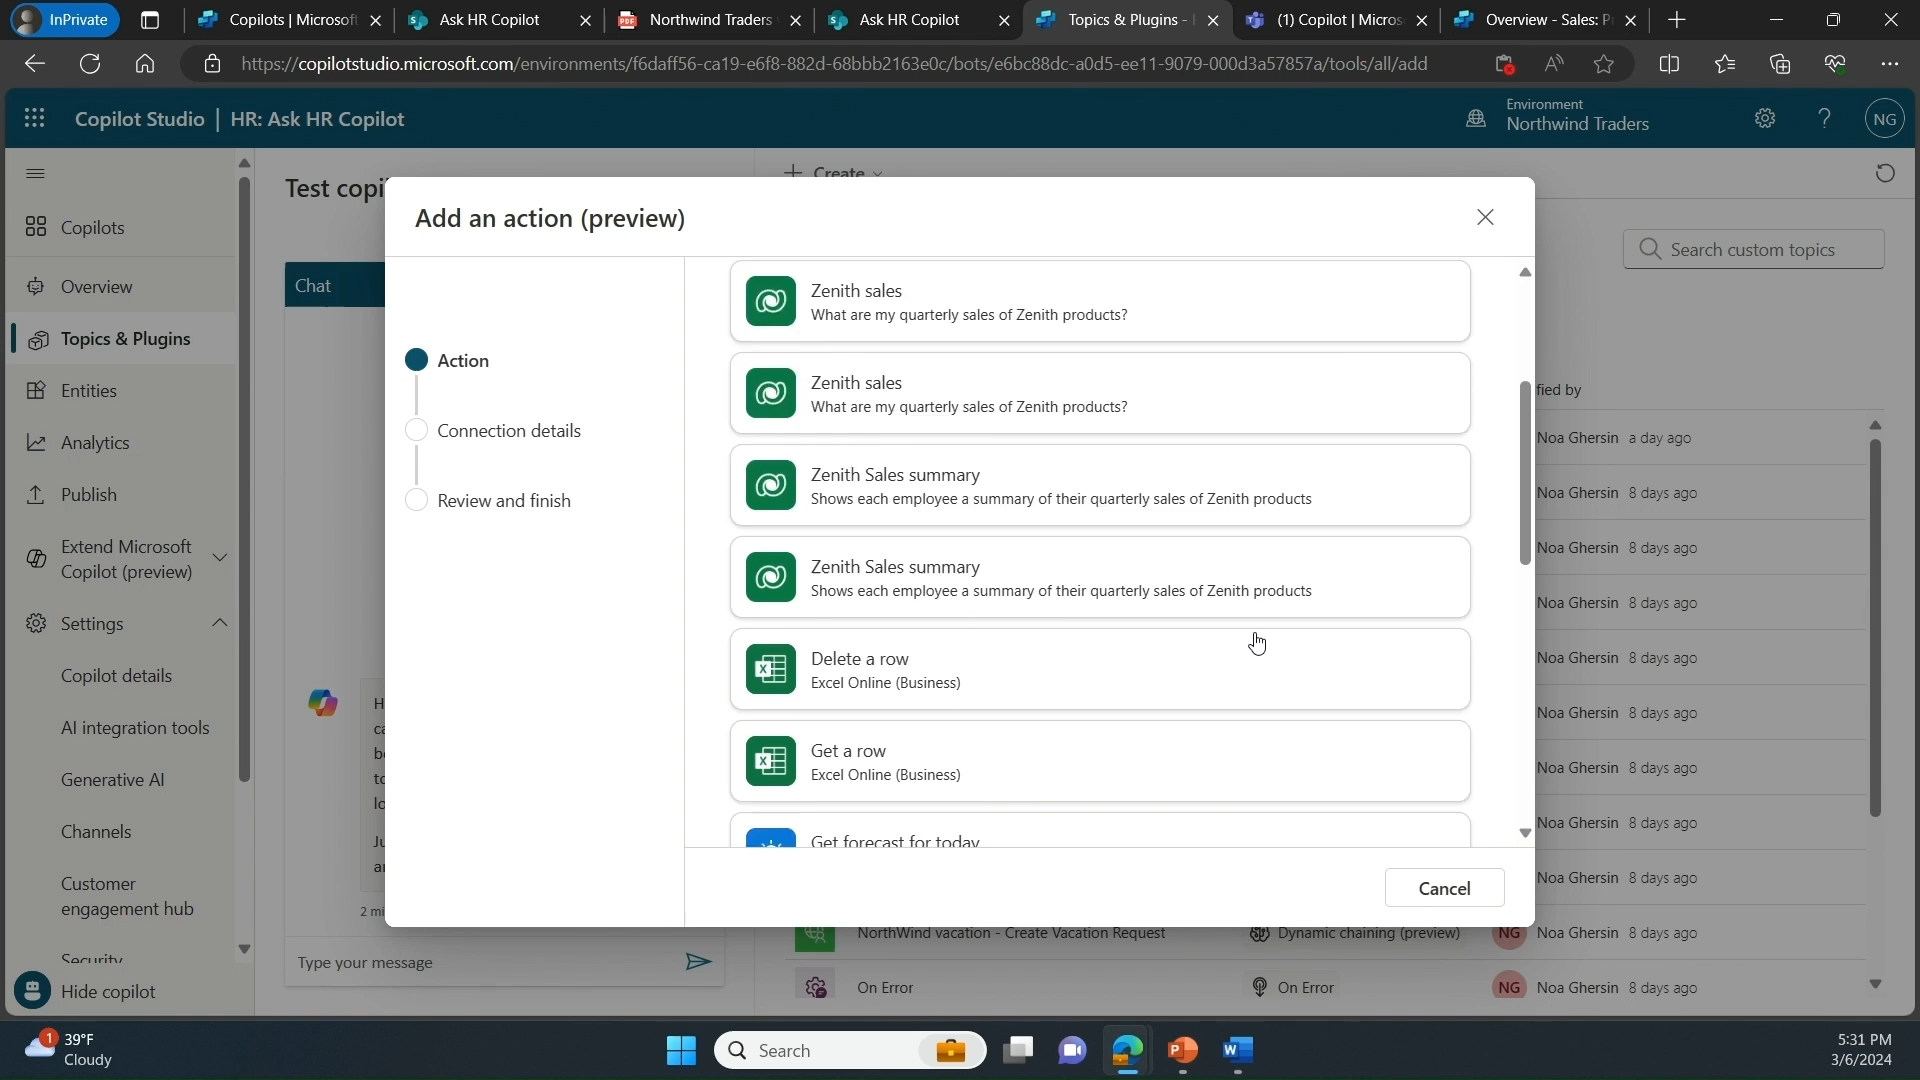 InPrivate
Copilots | Microsof
Ask HR Copilot
PDF
Northwind Traders
Ask HR Copilot
Topics & Plugins -
(1) Copilot | Micros
Overview - Sales: P
https://copilotstudio.microsoft.com/environments/f6daff56-ca19-e6f8-882d-68bbb2163e0c/bots/e6bc88dc-a0d5-ee11-9079-000d3a57857a/tools/all/add
Copilot Studio | HR: Ask HR Copilot
Environment
Northwind Traders
?
NG
Copilots
Overview
Topics & Plugins
Entities
Analytics
Publish
Extend Microsoft
Copilot (preview)
Settings
Copilot details
AI integration tools
Generative AI
Channels
Customer
engagement hub
Security
Hide copilot
Test copi
Chat
H
ca
be
to
lo
Ju
an
2 mi
Type your message
Create
Search custom topics
Add an action (preview)
Action
Connection details
Review and finish
Zenith sales
What are my quarterly sales of Zenith products?
Zenith sales
What are my quarterly sales of Zenith products?
Zenith Sales summary
Shows each employee a summary of their quarterly sales of Zenith products
Zenith Sales summary
Shows each employee a summary of their quarterly sales of Zenith products
Delete a row
Excel Online (Business)
Get a row
Excel Online (Business)
Get forecast for today
Cancel
fied by
Noa Ghersin a day ago
Noa Ghersin 8 days ago
Noa Ghersin 8 days ago
Noa Ghersin 8 days ago
Noa Ghersin 8 days ago
Noa Ghersin 8 days ago
Noa Ghersin 8 days ago
Noa Ghersin 8 days ago
Noa Ghersin 8 days ago
NorthWind vacation - Create Vacation Request Dynamic chaining (preview) NG Noa Ghersin 8 days ago
On Error On Error NG Noa Ghersin 8 days ago
1
39°F
Cloudy
Search
5:31 PM
3/6/2024